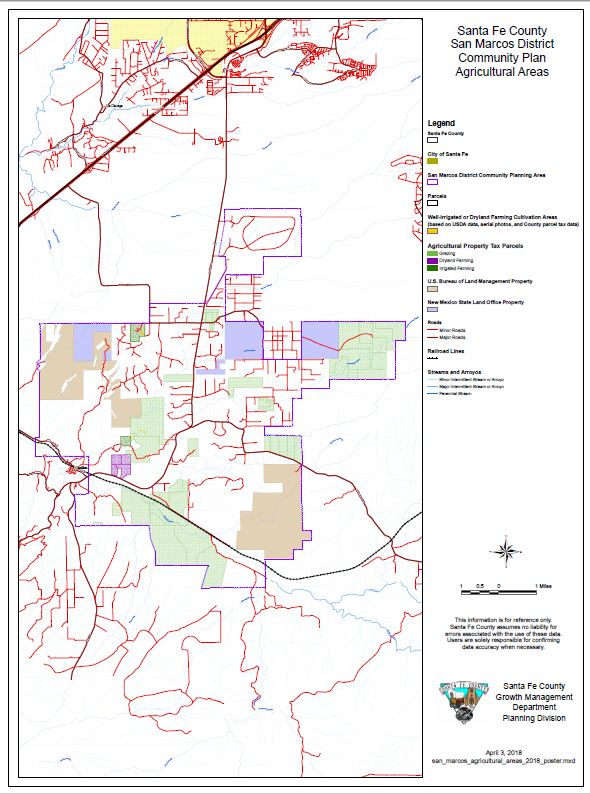 Santa Fe County
San Marcos District
Community Plan
Agricultural Areas
Legend
Santa Fe County
City of Santa Fe
San Marcos District Community Planning Area
Parcels
Well-Irrigated or Dryland Farming Cultivation Areas
(based on USDA data, aerial photos, and County parcel tax data)
Agricultural Property Tax Parcels
Grazing
Dryland Farming
Irrigated Farming
U.S. Bureau of Land Management Property
New Mexico State Land Office Property
Roads
Minor Roads
Major Roads
Railroad Lines
Streams and Arroyos
Minor Intermittent Stream or Arroyo
Major Intermittent Stream or Arroyo
Perennial Stream
1 0.5 0 1 Miles
This information is for reference only.
Santa Fe County assumes no liability for
errors associated with the use of these data.
Users are solely responsible for confirming
data accuracy when necessary.
SANTA FE COUNTY
Santa Fe County
Growth Management
Department
Planning Division
April 3, 2018
san_marcos_agricultural_areas_2018_poster.mxd